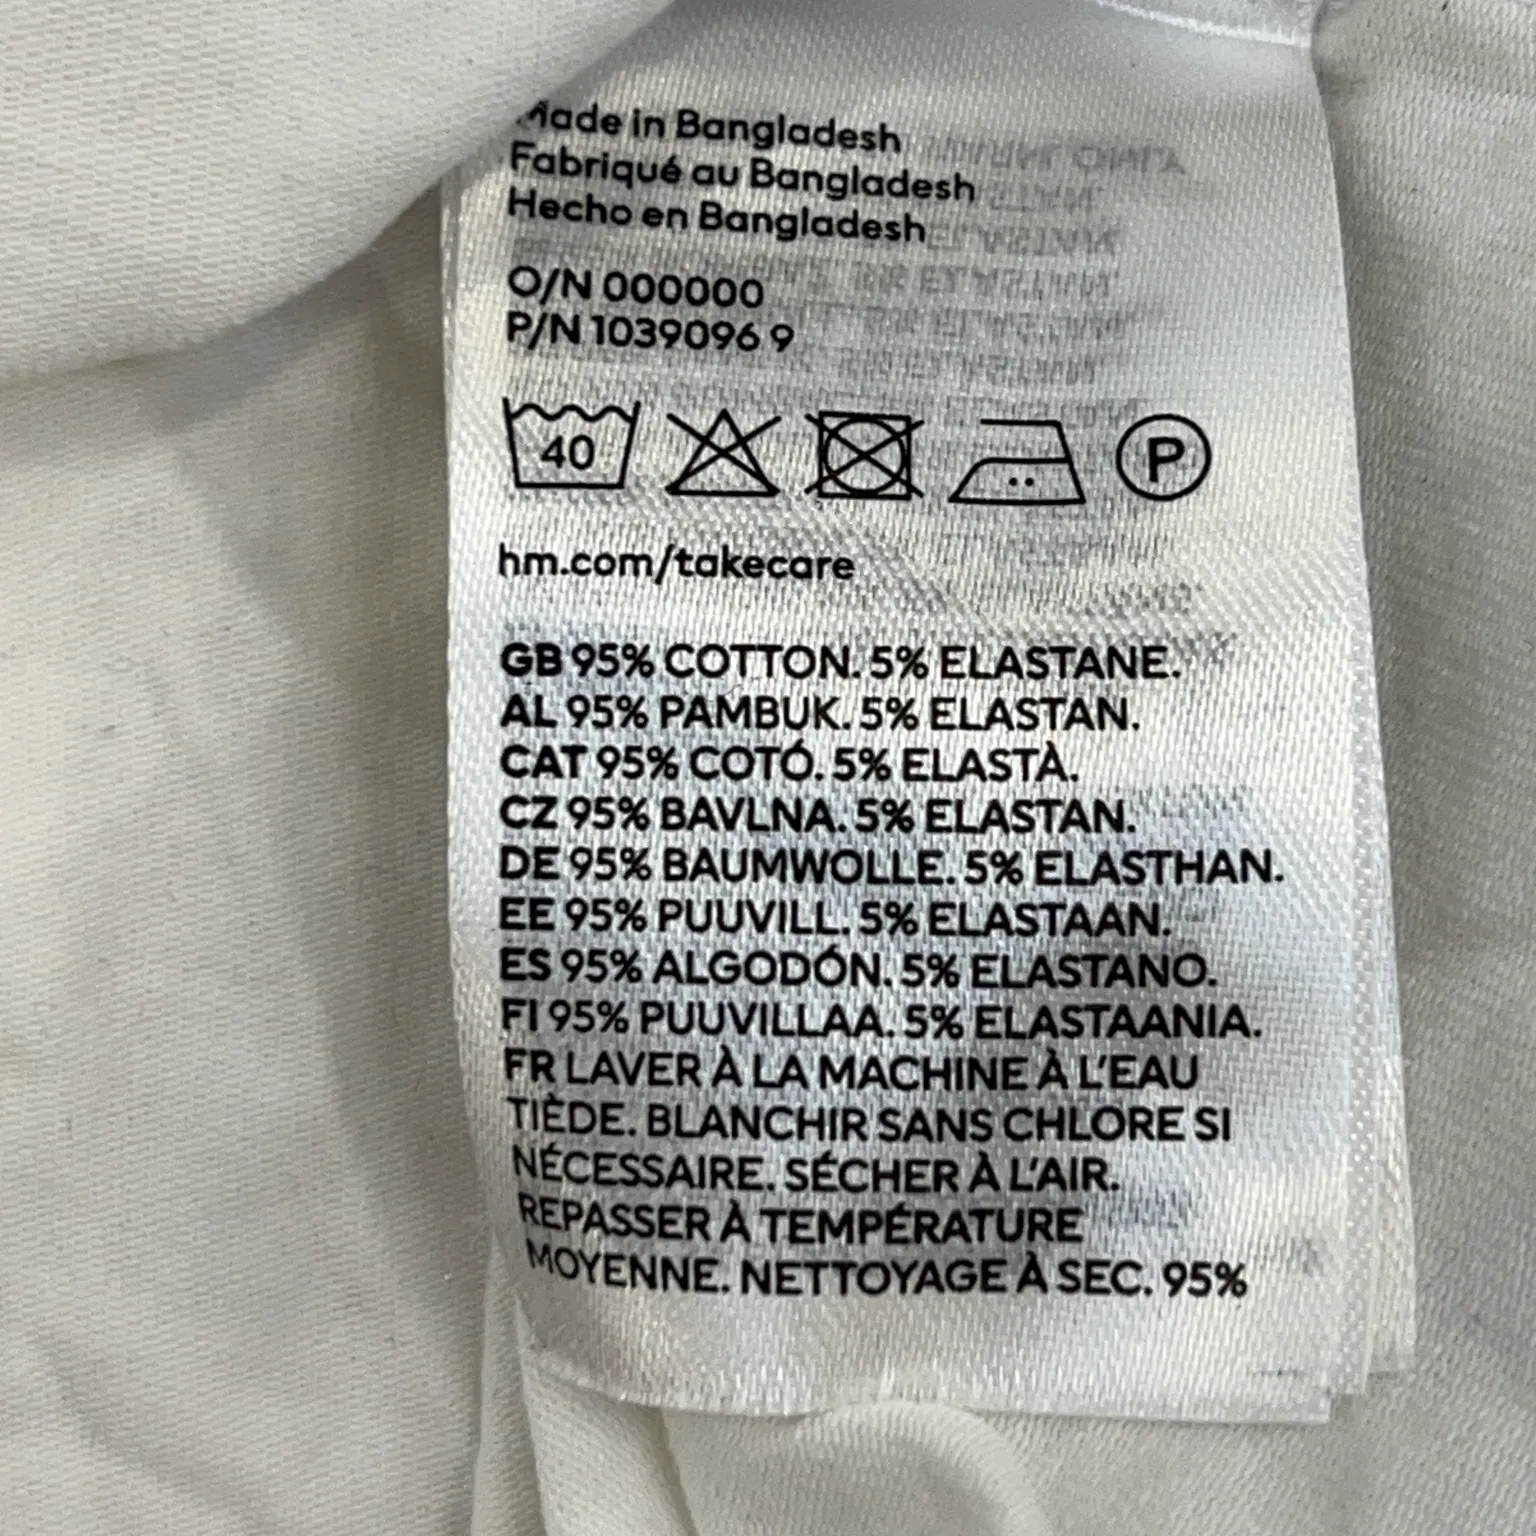 Made in Bangladesh
Fabriqué au Bangladesh
Hecho en Bangladesh
O/N 000000
P/N 1039096 9
40 P
hm.com/takecare
GB 95% COTTON. 5% ELASTANE.
AL 95% PAMBUK. 5% ELASTAN.
CAT 95% COTÓ. 5% ELASTÀ.
CZ 95% BAVLNA. 5% ELASTAN.
DE 95% BAUMWOLLE. 5% ELASTHAN.
EE 95% PUUVILL. 5% ELASTAAN.
ES 95% ALGODÓN. 5% ELASTANO.
FI 95% PUUVILLAA. 5% ELASTAANIA.
FR LAVER À LA MACHINE À L'EAU
TIÈDE. BLANCHIR SANS CHLORE SI
NÉCESSAIRE. SÉCHER À L'AIR.
REPASSER À TEMPÉRATURE
MOYENNE. NETTOYAGE À SEC. 95%